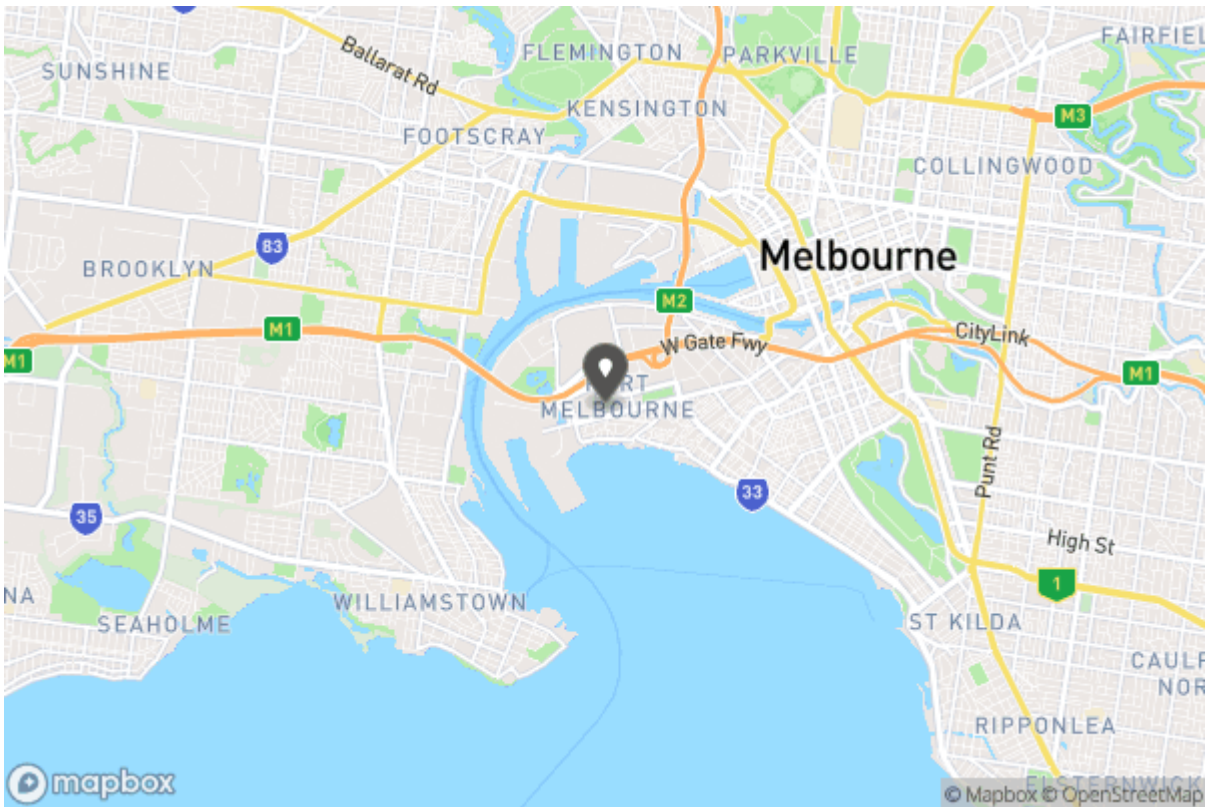 FLEMINGTON
PARKVILLE
FAIRFIEL
Ballarat Rd
SUNSHINE
KENSINGTON
M3
FOOTSCRAY
COLLINGWOOD
83
BROOKLYN
Melbourne
M2
M1
W Gate Fwy
CityLink
M1
M1
PORT
MELBOURNE
Punt Rd
33
35
High St
1
NA
WILLIAMSTOWN
SEAHOLME
ST KILDA
CAULF
NOR
RIPPONLEA
mapbox
ELSTERNWICK
© Mapbox © OpenStreetMap